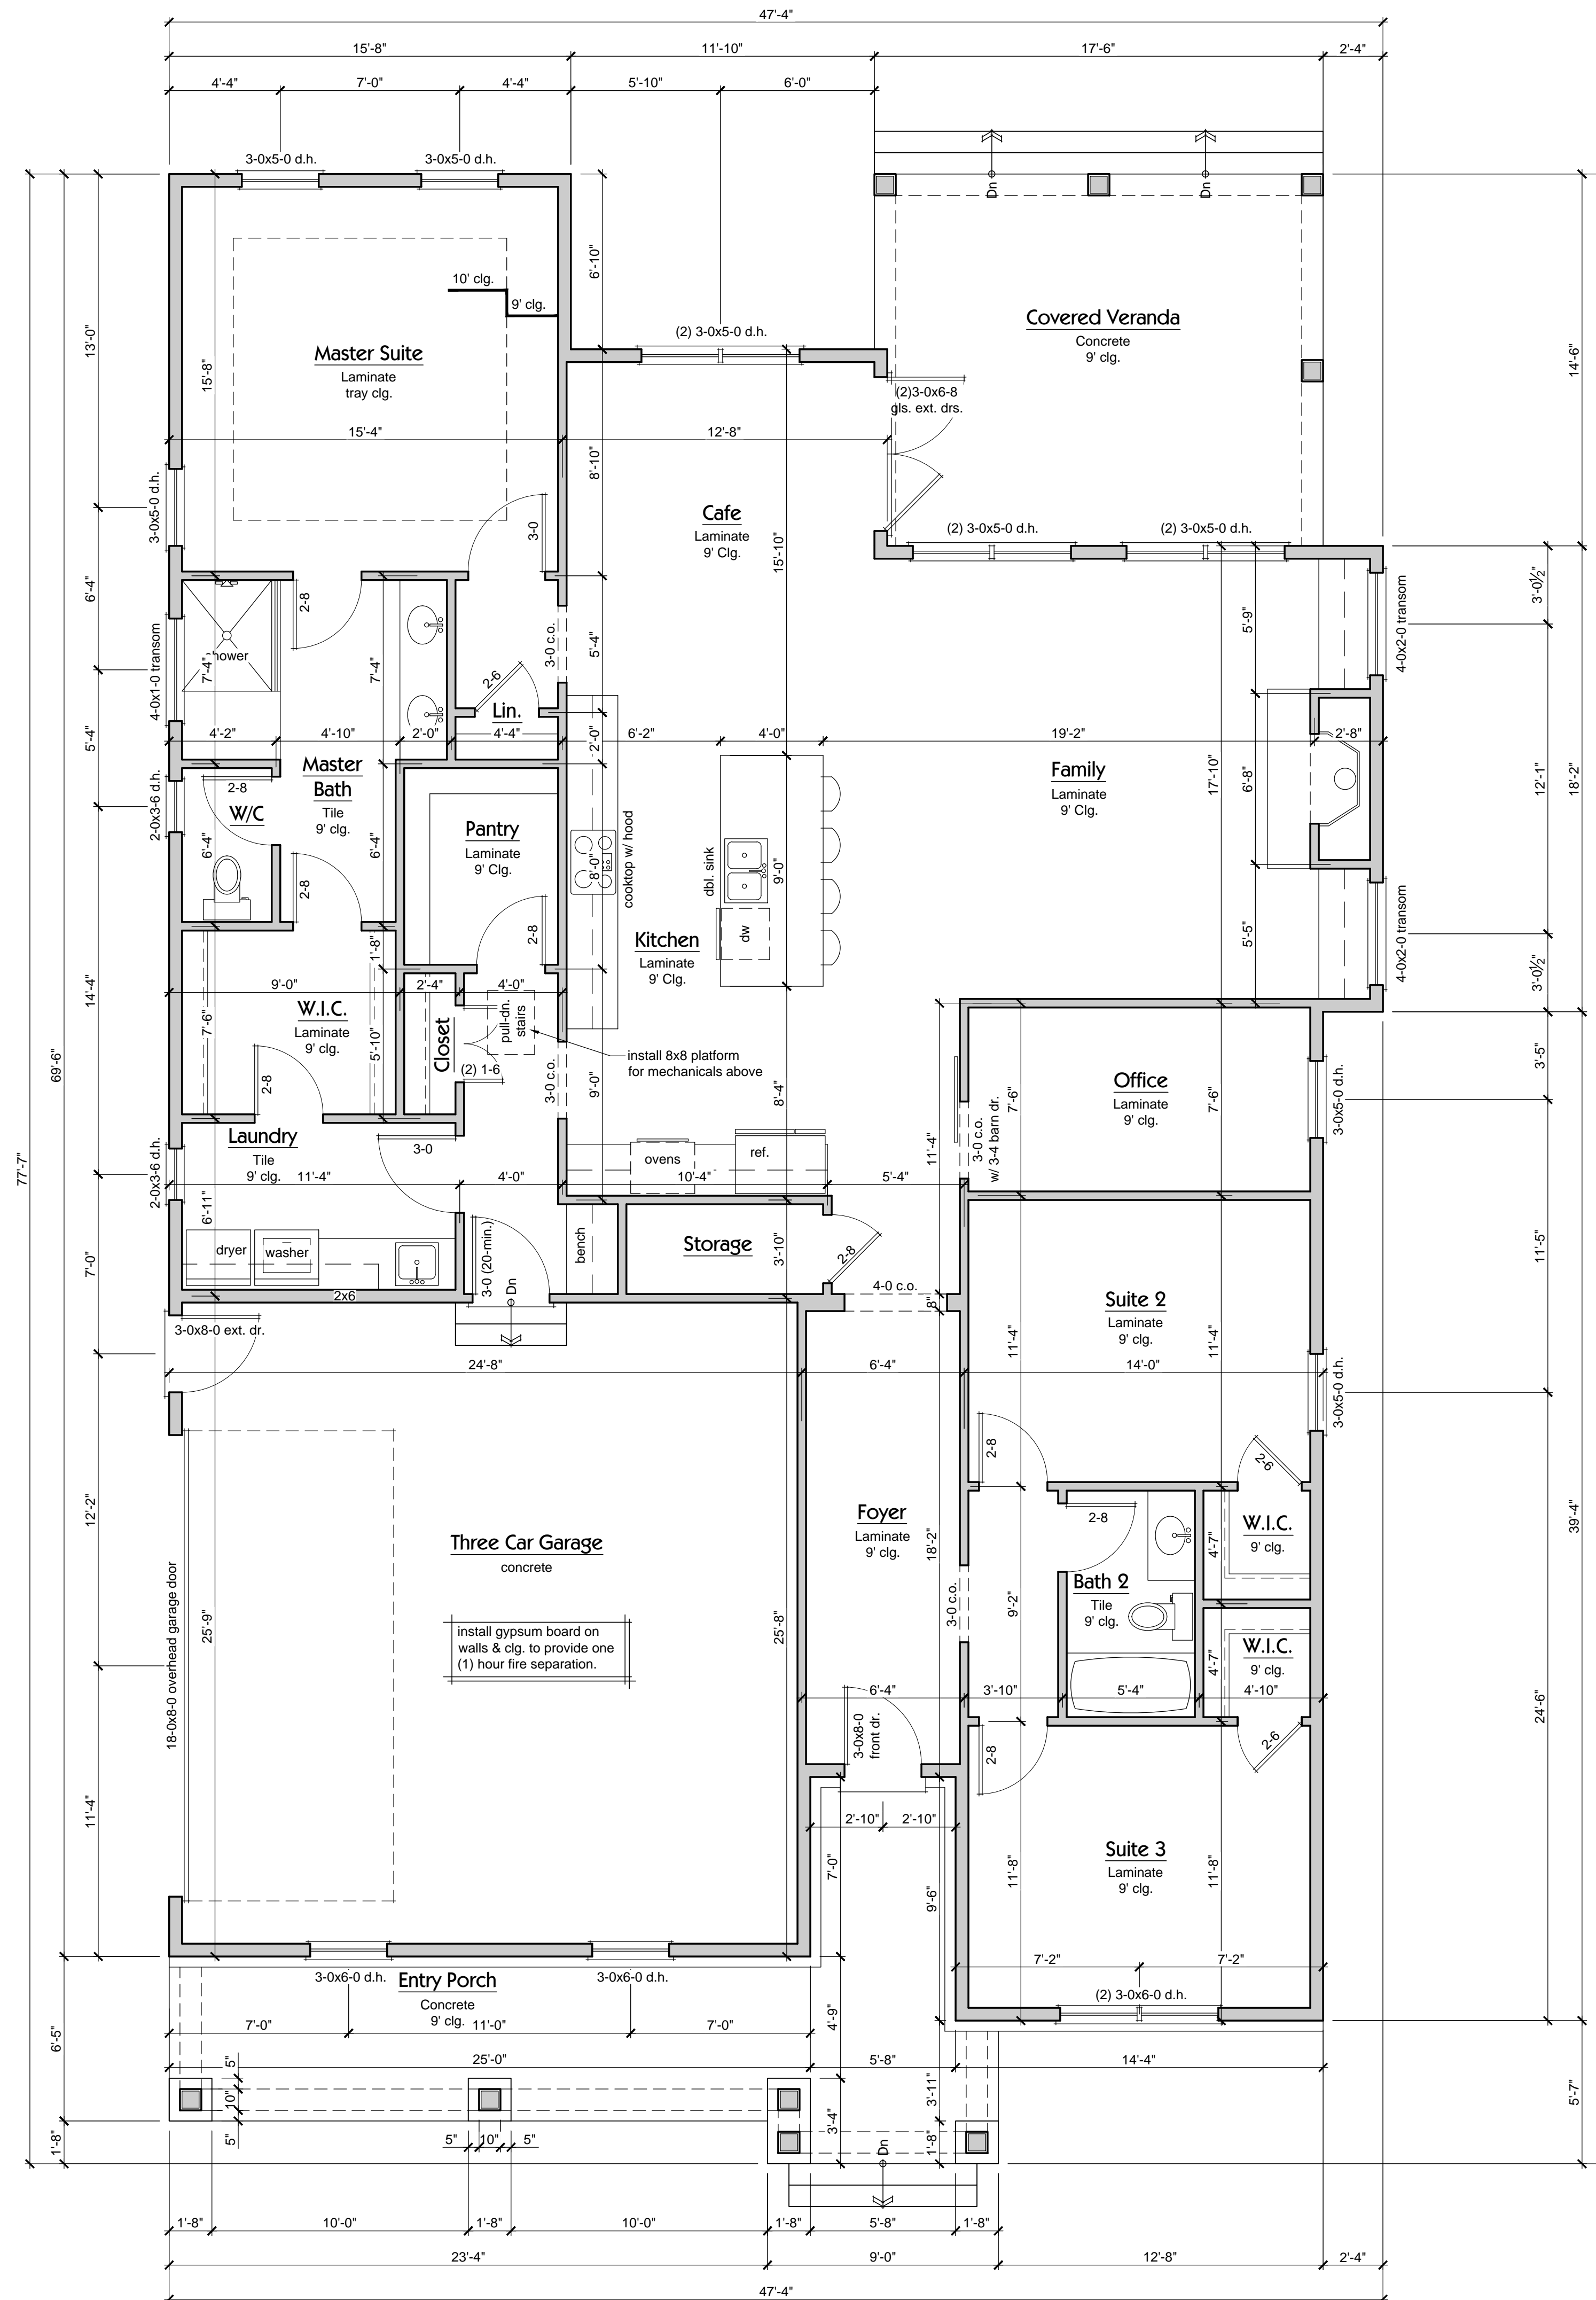 47'-4"
15'-8"
11'-10"
17'-6"
2'-4"
4'-4"
7'-0"
4'-4"
5'-10"
6'-0"
3-0x5-0 d.h.
3-0x5-0 d.h.
Dn
Dn
6'-10"
10' clg.
9' clg.
13'-0"
15'-8"
Master Suite
Laminate
tray clg.
15'-4"
(2) 3-0x5-0 d.h.
Covered Veranda
Concrete
9' clg.
14'-6"
(2)3-0x6-8
gls. ext. drs.
12'-8"
8'-10"
3-0x5-0 d.h.
3-0
Cafe
Laminate
9' Clg.
15'-10"
(2) 3-0x5-0 d.h.
(2) 3-0x5-0 d.h.
6'-4"
2-8
4-0x1-0 transom
7'-4"
7'-4"
3-0 c.o.
5'-4"
5'-9"
4-0x2-0 transom
3'-0½"
2-6
Lin.
4'-2"
4'-10"
2'-0"
4'-4"
2'-0"
6'-2"
4'-0"
19'-2"
2'-8"
5'-4"
2-0x3-6 d.h.
2-8
W/C
Master
Bath
Tile
9' clg.
6'-4"
6'-4"
2-8
Pantry
Laminate
9' Clg.
2-8
8'-0"
cooktop w/ hood
dbl. sink
9'-0"
dw
Family
Laminate
9' Clg.
17'-10"
6'-8"
12'-1"
18'-2"
Kitchen
Laminate
9' Clg.
5'-5"
4-0x2-0 transom
3'-0½"
77'-7"
69'-6"
14'-4"
1'-8"
9'-0"
2'-4"
4'-0"
W.I.C.
Laminate
9' clg.
7'-6"
5'-10"
2-8
Closet
(2) 1-6
pull-dn.
stairs
install 8x8 platform
for mechanicals above
3-0 c.o.
9'-0"
8'-4"
11'-4"
3-0 c.o.
w/ 3-4 barn dr.
7'-6"
7'-6"
Office
Laminate
9' clg.
3-0x5-0 d.h.
3'-5"
Laundry
Tile
9' clg.
2-0x3-6 d.h.
6'-11"
3-0
11'-4"
4'-0"
ovens
ref.
10'-4"
5'-4"
7'-0"
dryer
washer
2x6
3-0 (20-min.)
Dn
bench
Storage
3'-10"
2-8
4-0 c.o.
8"
Suite 2
Laminate
9' clg.
11'-4"
11'-4"
11'-5"
3-0x5-0 d.h.
3-0x8-0 ext. dr.
24'-8"
6'-4"
14'-0"
39'-4"
12'-2"
2-8
2-6
18-0x8-0 overhead garage door
25'-9"
Three Car Garage
concrete
install gypsum board on
walls & clg. to provide one
(1) hour fire separation.
25'-8"
Foyer
Laminate
9' clg.
18'-2"
3-0 c.o.
9'-2"
2-8
Bath 2
Tile
9' clg.
4'-7"
W.I.C.
9' clg.
4'-7"
W.I.C.
9' clg.
6'-4"
3'-10"
5'-4"
4'-10"
24'-6"
3-0x8-0
front dr.
2-8
2-6
11'-4"
2'-10"
2'-10"
7'-0"
9'-6"
11'-8"
11'-8"
Suite 3
Laminate
9' clg.
7'-2"
7'-2"
(2) 3-0x6-0 d.h.
3-0x6-0 d.h.
3-0x6-0 d.h.
Entry Porch
Concrete
9' clg.
7'-0"
11'-0"
7'-0"
4'-9"
6'-5"
25'-0"
5'-8"
14'-4"
5"
10"
5"
5"
10"
5"
3'-4"
3'-11"
1'-8"
1'-8"
5'-7"
Dn
1'-8"
10'-0"
1'-8"
10'-0"
1'-8"
5'-8"
1'-8"
23'-4"
9'-0"
12'-8"
2'-4"
47'-4"